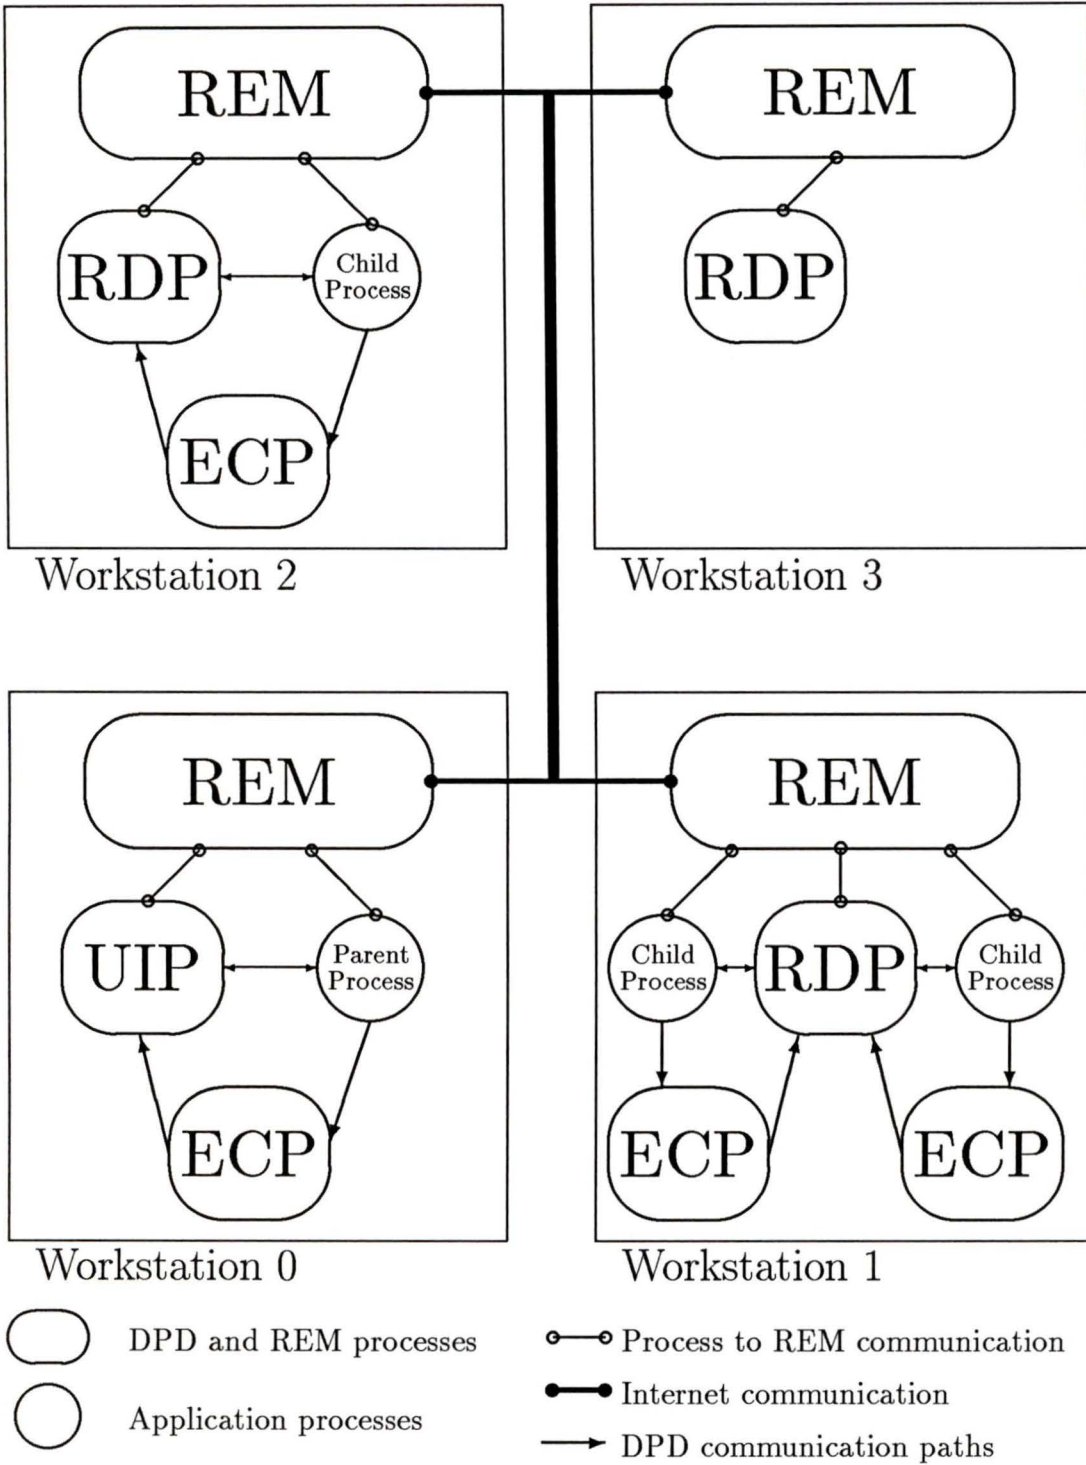 REM
REM
RDP
Child
Process
RDP
ECP
Workstation 2
Workstation 3
REM
REM
UIP
Parent
Process
Child
Process
RDP
Child
Process
ECP
ECP
ECP
Workstation 0
Workstation 1
DPD and REM processes
Process to REM communication
Internet communication
Application processes
DPD communication paths